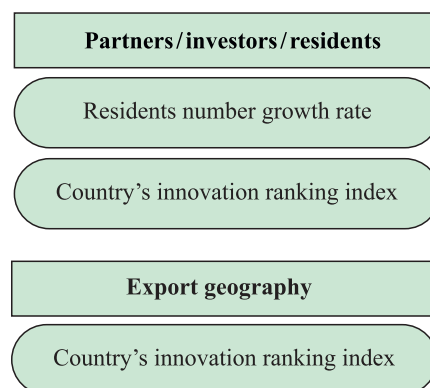 Partners/investors/residents
Residents number growth rate
Country’s innovation ranking index
Export geography
Country’s innovation ranking index